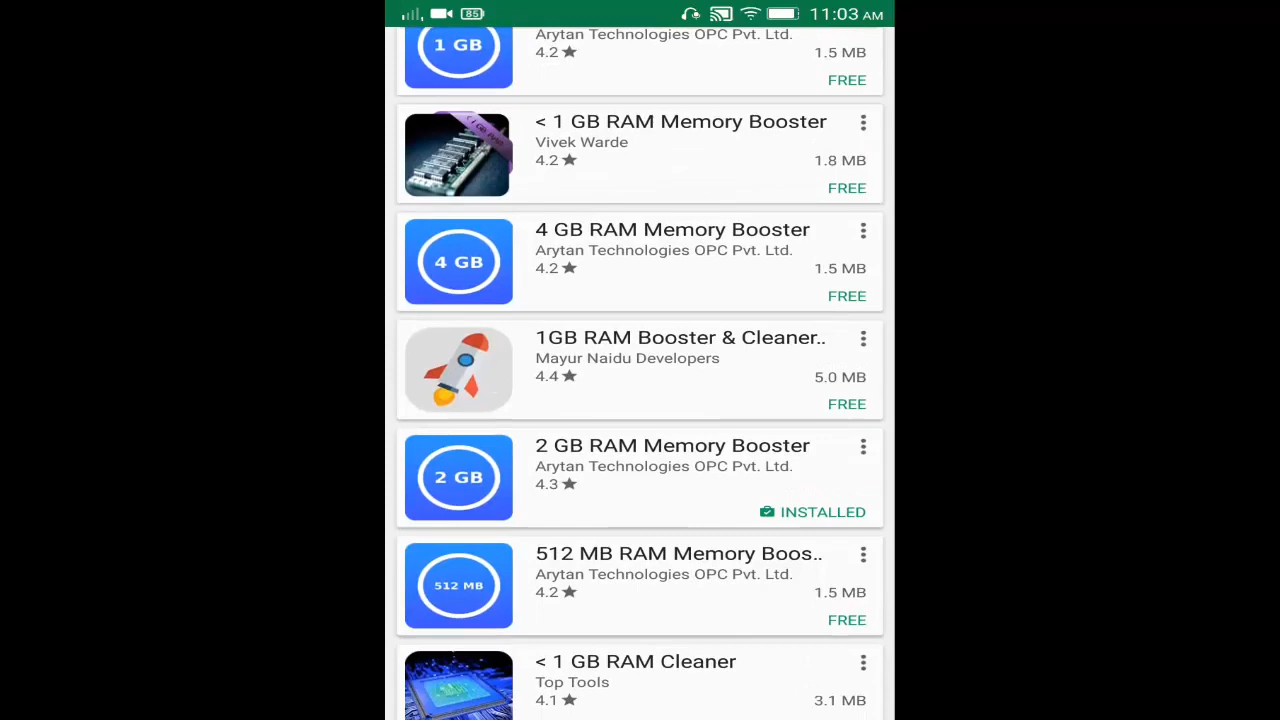 85
11:03 AM
Arytan Technologies OPC Pvt. Ltd.
1 GB
4.2★
1.5 MB
FREE
< 1 GB RAM Memory Booster
Vivek Warde
4.2★
1.8 MB
FREE
4 GB RAM Memory Booster
Arytan Technologies OPC Pvt. Ltd.
4 GB
4.2★
1.5 MB
FREE
1GB RAM Booster & Cleaner..
Mayur Naidu Developers
4.4★
5.0 MB
FREE
2 GB RAM Memory Booster
Arytan Technologies OPC Pvt. Ltd.
2 GB
4.3★
INSTALLED
512 MB RAM Memory Boos..
Arytan Technologies OPC Pvt. Ltd.
512 MB
4.2★
1.5 MB
FREE
< 1 GB RAM Cleaner
Top Tools
4.1★
3.1 MB